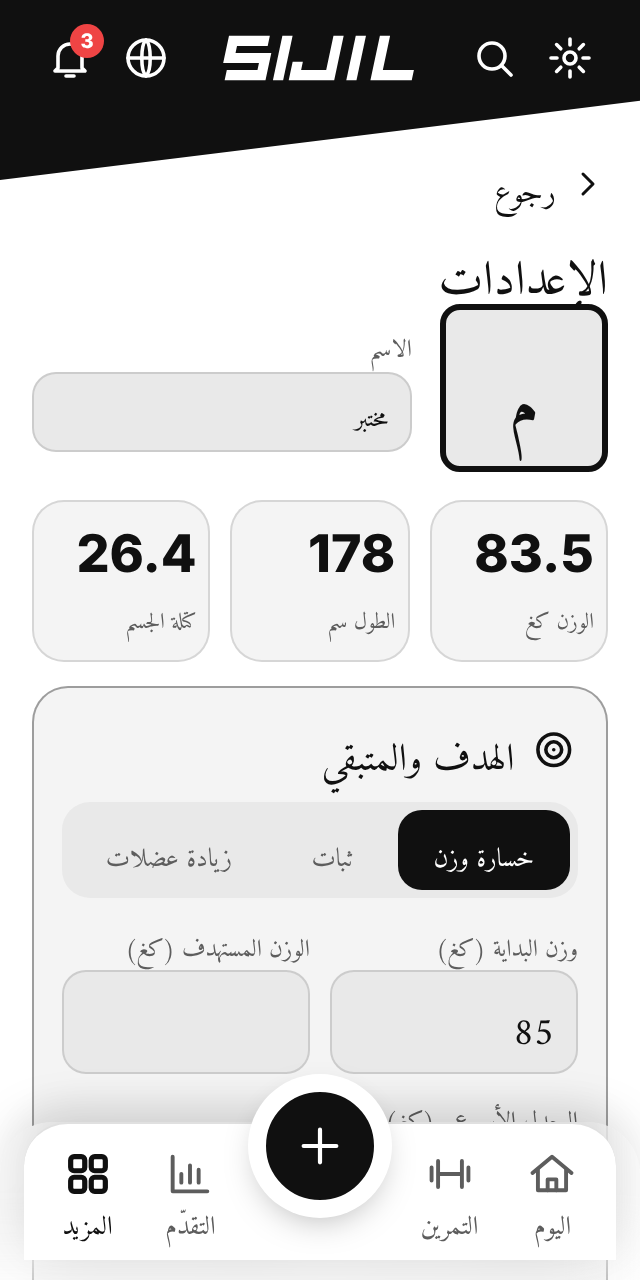 3
SIJIL
رجوع
الإعدادات
م
الاسم
مختبر
83.5 178 26.4
الوزن كغ الطول سم كتلة الجسم
الهدف والمتبقي
خسارة وزن ثبات زيادة عضلات
وزن البداية (كغ) الوزن المستهدف (كغ)
85
اليوم التمرين التقدّم المزيد